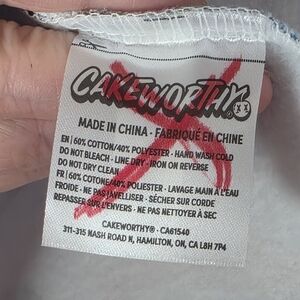 CAKEWORTHY
MADE IN CHINA · FABRIQUÉ EN CHINE
EN | 60% COTTON/40% POLYESTER · HAND WASH COLD
DO NOT BLEACH · LINE DRY · IRON ON REVERSE
DO NOT DRY CLEAN
FR | 60% COTONE/40% POLYESTER · LAVAGE MAIN À L'EAU
FROIDE · NE PAS JAVELLISER · SÉCHER SUR CORDE
REPASSER SUR L'ENVERS · NE PAS NETTOYER À SEC
CAKEWORTHY® · CA61540
311-315 NASH ROAD N, HAMILTON, ON, CA L8H 7P4